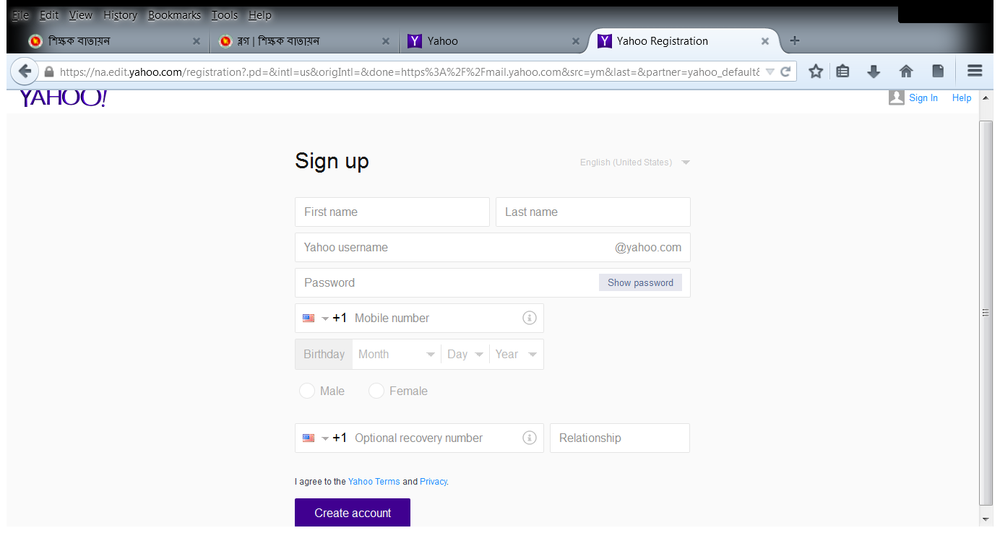 File Edit View History Bookmarks Tools Help
শিক্ষক বাতায়ন ব্লগ | শিক্ষক বাতায়ন Yahoo Yahoo Registration
https://na.edit.yahoo.com/registration?.pd=&intl=us&origIntl=&done=https%3A%2F%2Fmail.yahoo.com&src=ym&last=&partner=yahoo_default&
YAHOO! Sign In Help
Sign up English (United States)
First name Last name
Yahoo username @yahoo.com
Password Show password
+1 Mobile number
Birthday Month Day Year
Male Female
+1 Optional recovery number Relationship
I agree to the Yahoo Terms and Privacy.
Create account